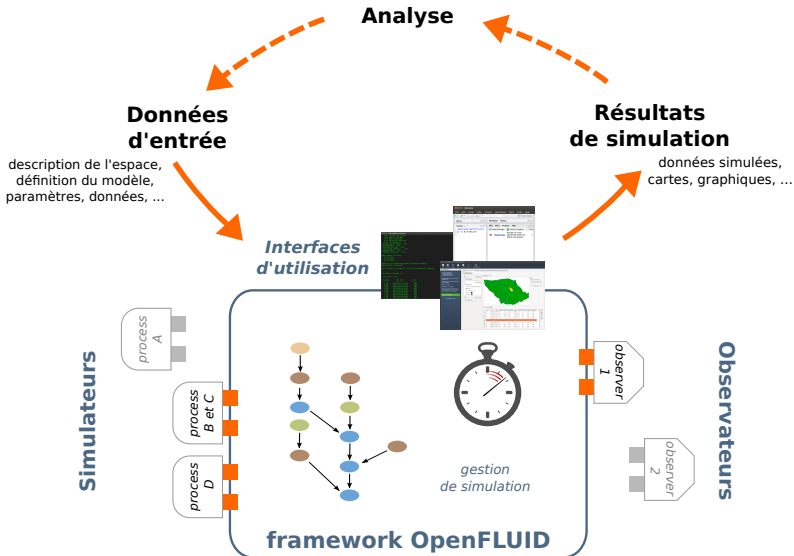 Analyse
Données
d'entrée
description de l'espace,
définition du modèle,
paramètres, données, ...
Résultats
de simulation
données simulées,
cartes, graphiques, ...
Interfaces
d'utilisation
Simulateurs
process
A
process
B et C
process
D
observer
1
observer
2
Observateurs
gestion
de simulation
framework OpenFLUID